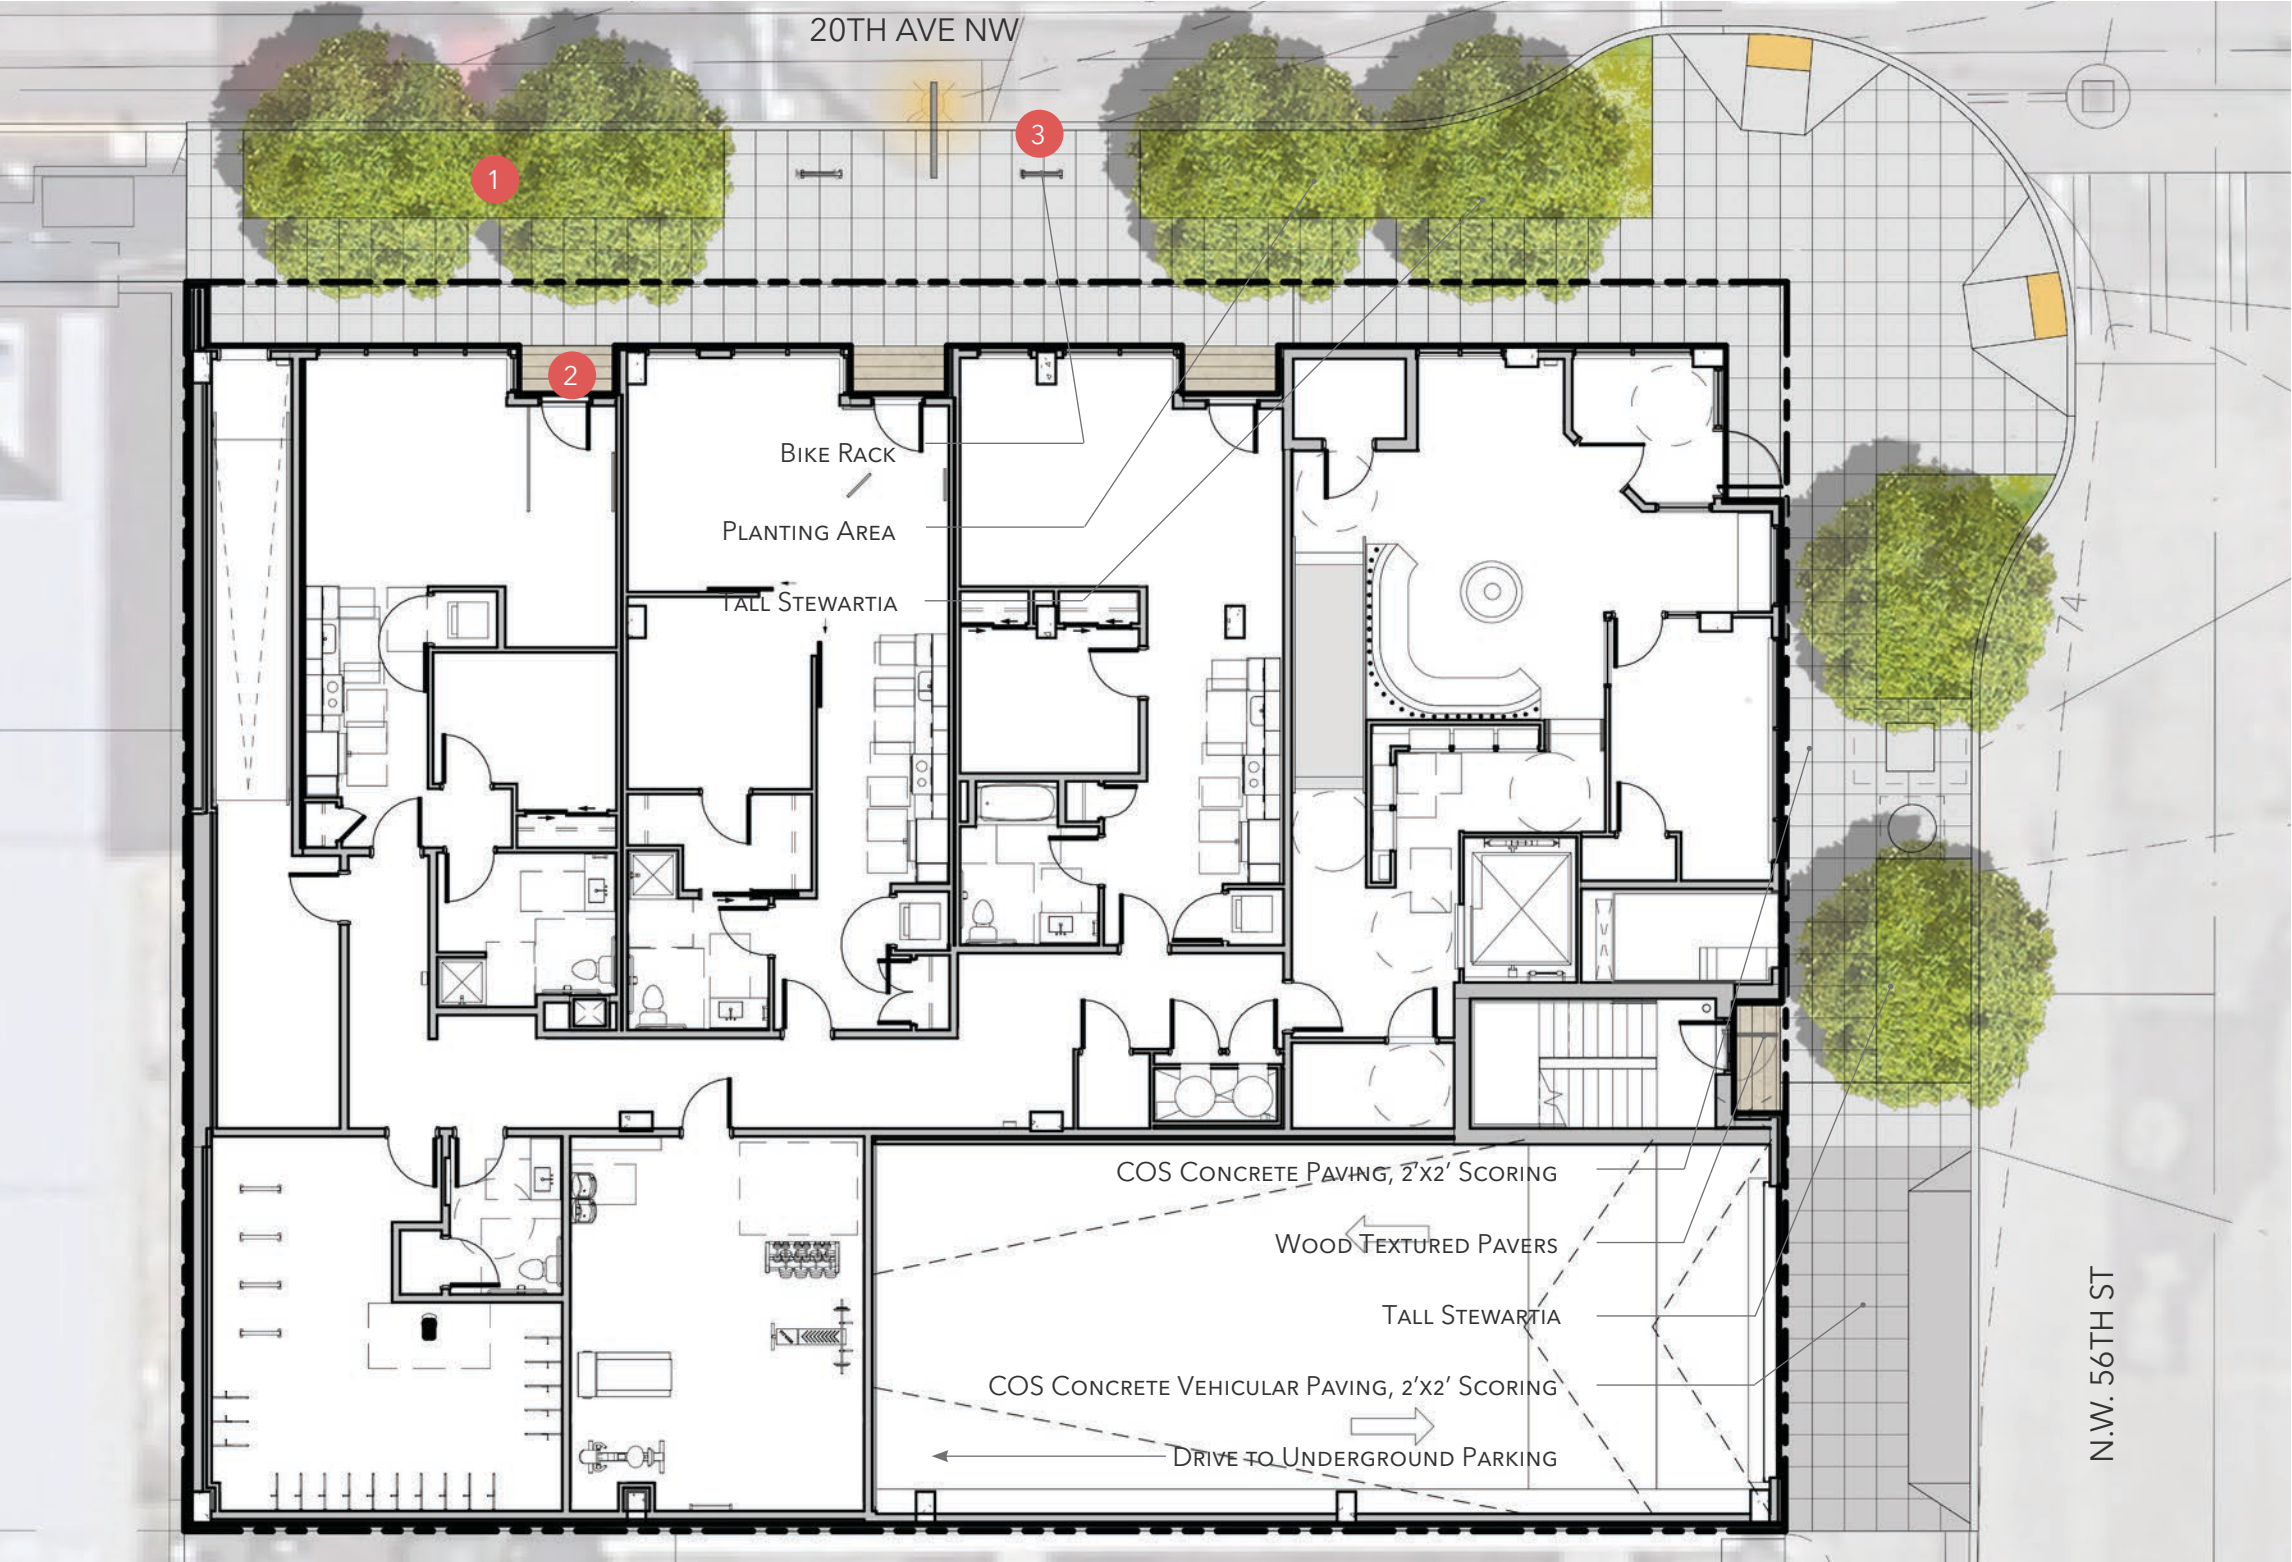 20TH AVE NW
3
1
2
BIKE RACK
PLANTING AREA
TALL STEWARTIA
74
COS CONCRETE PAVING, 2'X2' SCORING
WOOD TEXTURED PAVERS
TALL STEWARTIA
COS CONCRETE VEHICULAR PAVING, 2'X2' SCORING
DRIVE TO UNDERGROUND PARKING
N.W. 56TH ST